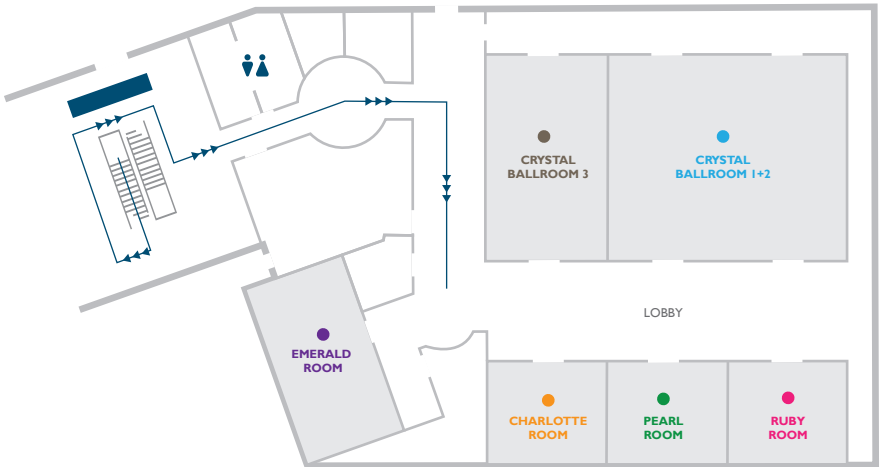 CRYSTAL
BALLROOM 3
CRYSTAL
BALLROOM 1+2
LOBBY
EMERALD
ROOM
CHARLOTTE
ROOM
PEARL
ROOM
RUBY
ROOM